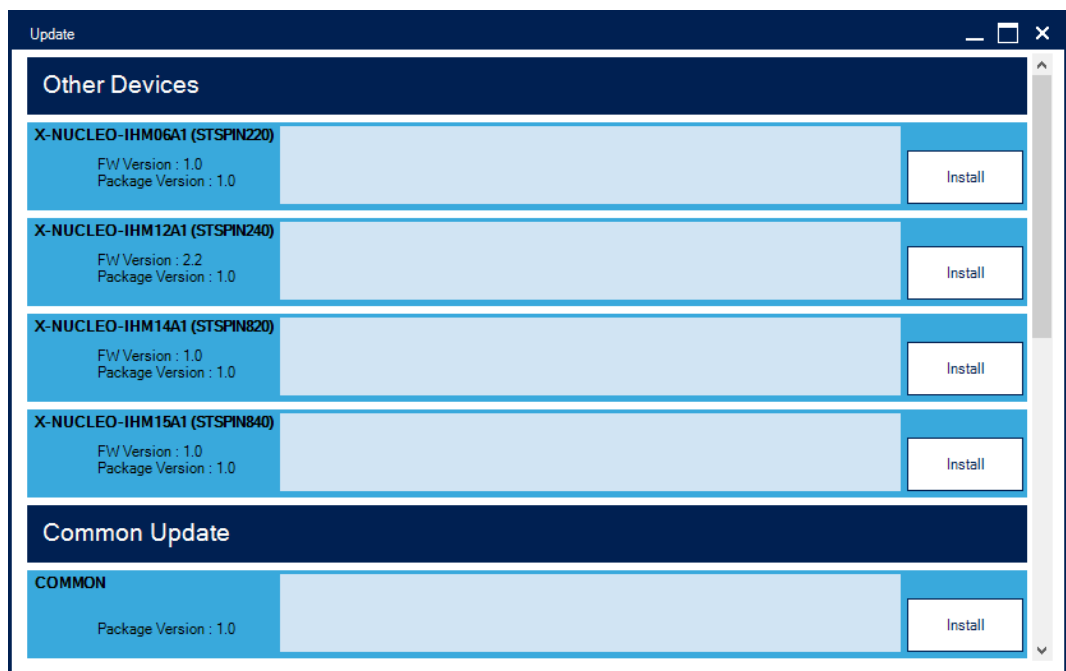 Update
Other Devices
X-NUCLEO-IHM06A1 (STSPIN220)
FW Version : 1.0
Package Version : 1.0
Install
X-NUCLEO-IHM12A1 (STSPIN240)
FW Version : 2.2
Package Version : 1.0
Install
X-NUCLEO-IHM14A1 (STSPIN820)
FW Version : 1.0
Package Version : 1.0
Install
X-NUCLEO-IHM15A1 (STSPIN840)
FW Version : 1.0
Package Version : 1.0
Install
Common Update
COMMON
Package Version : 1.0
Install